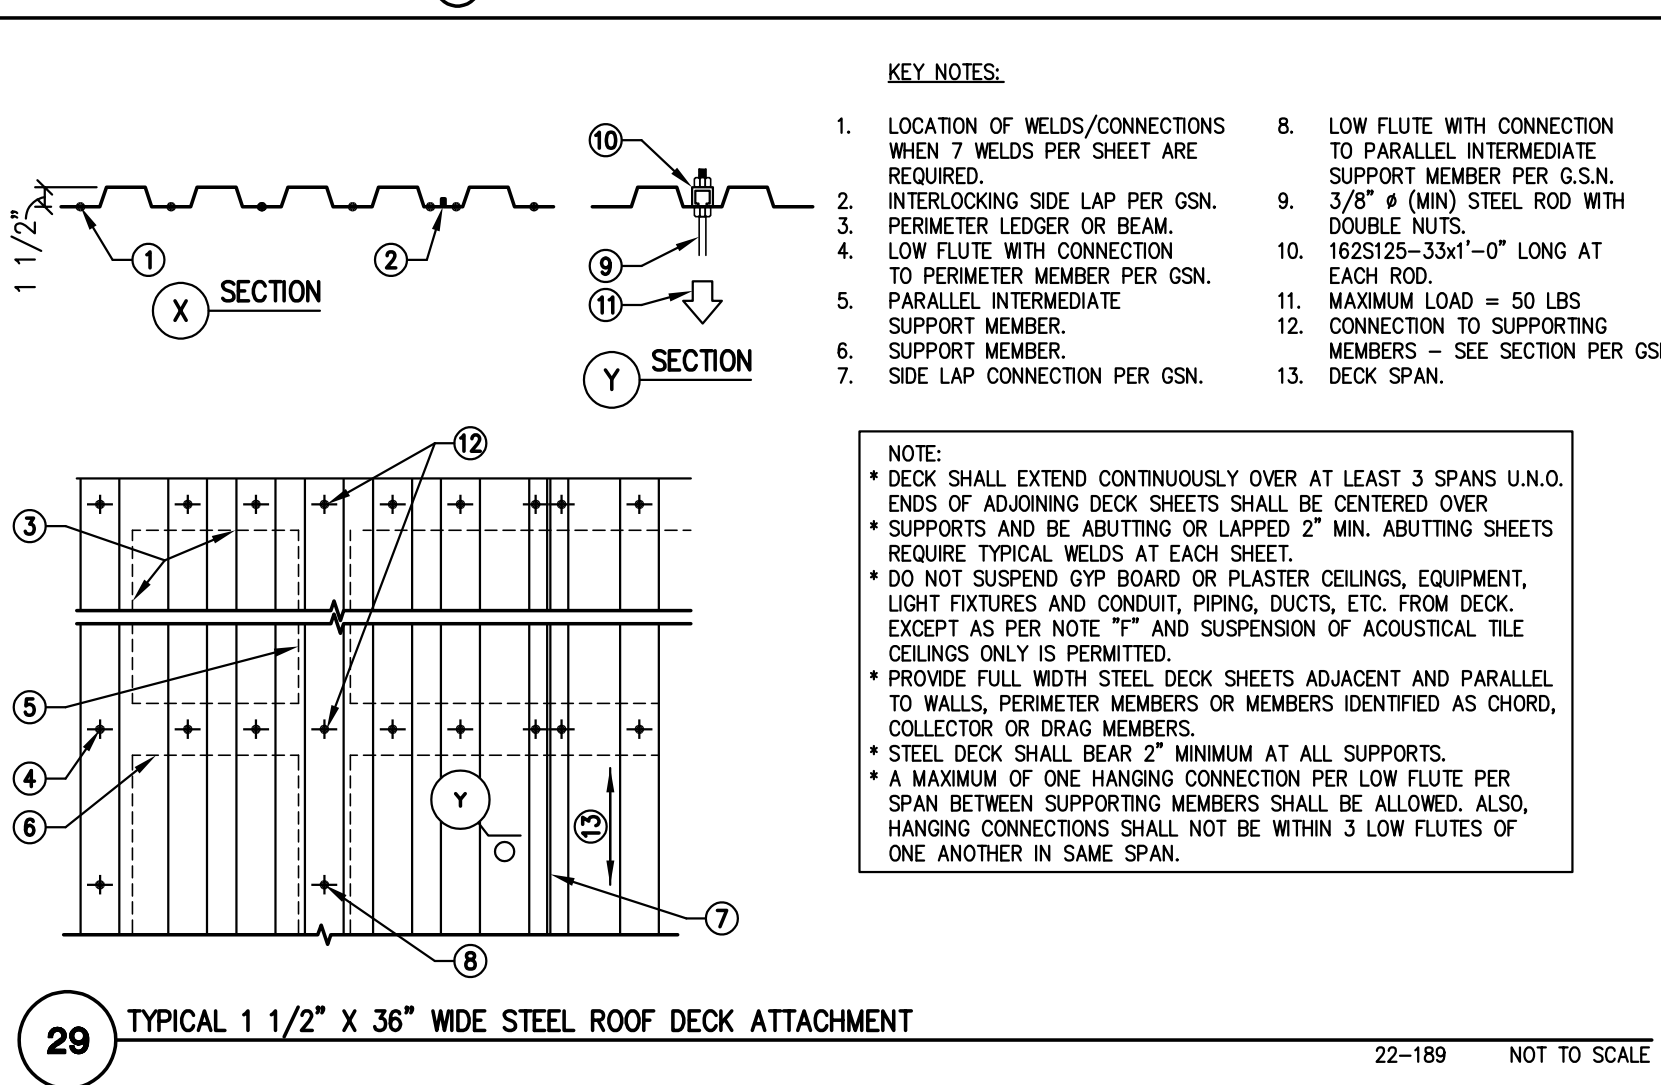 KEY NOTES:
1. LOCATION OF WELDS/CONNECTIONS
WHEN 7 WELDS PER SHEET ARE
REQUIRED.
2. INTERLOCKING SIDE LAP PER GSN.
3. PERIMETER LEDGER OR BEAM.
4. LOW FLUTE WITH CONNECTION
TO PERIMETER MEMBER PER GSN.
5. PARALLEL INTERMEDIATE
SUPPORT MEMBER.
6. SUPPORT MEMBER.
7. SIDE LAP CONNECTION PER GSN.
8. LOW FLUTE WITH CONNECTION
TO PARALLEL INTERMEDIATE
SUPPORT MEMBER PER G.S.N.
9. 3/8" ø (MIN) STEEL ROD WITH
DOUBLE NUTS.
10. 162S125-33x1'-0" LONG AT
EACH ROD.
11. MAXIMUM LOAD = 50 LBS
12. CONNECTION TO SUPPORTING
MEMBERS - SEE SECTION PER
13. DECK SPAN.
1 1/2"
1
2
X SECTION
10
9
11
Y SECTION
12
3
5
4
6
Y
13
7
8
NOTE:
* DECK SHALL EXTEND CONTINUOUSLY OVER AT LEAST 3 SPANS U.N.O.
ENDS OF ADJOINING DECK SHEETS SHALL BE CENTERED OVER
* SUPPORTS AND BE ABUTTING OR LAPPED 2" MIN. ABUTTING SHEETS
REQUIRE TYPICAL WELDS AT EACH SHEET.
* DO NOT SUSPEND GYP BOARD OR PLASTER CEILINGS, EQUIPMENT,
LIGHT FIXTURES AND CONDUIT, PIPING, DUCTS, ETC. FROM DECK.
EXCEPT AS PER NOTE "F" AND SUSPENSION OF ACOUSTICAL TILE
CEILINGS ONLY IS PERMITTED.
* PROVIDE FULL WIDTH STEEL DECK SHEETS ADJACENT AND PARALLEL
TO WALLS, PERIMETER MEMBERS OR MEMBERS IDENTIFIED AS CHORD,
COLLECTOR OR DRAG MEMBERS.
* STEEL DECK SHALL BEAR 2" MINIMUM AT ALL SUPPORTS.
* A MAXIMUM OF ONE HANGING CONNECTION PER LOW FLUTE PER
SPAN BETWEEN SUPPORTING MEMBERS SHALL BE ALLOWED. ALSO,
HANGING CONNECTIONS SHALL NOT BE WITHIN 3 LOW FLUTES OF
ONE ANOTHER IN SAME SPAN.
29 TYPICAL 1 1/2" X 36" WIDE STEEL ROOF DECK ATTACHMENT
22-189 NOT TO SCALE